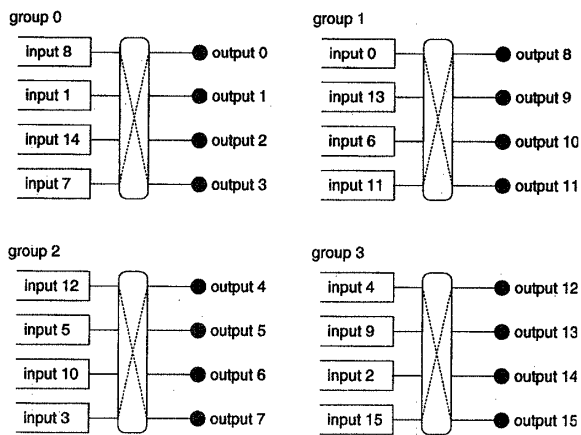 group 0
input 8
output 0
input 1
output 1
input 14
output 2
input 7
output 3
group 1
input 0
output 8
input 13
output 9
input 6
output 10
input 11
output 11
group 2
input 12
output 4
input 5
output 5
input 10
output 6
input 3
output 7
group 3
input 4
output 12
input 9
output 13
input 2
output 14
input 15
output 15